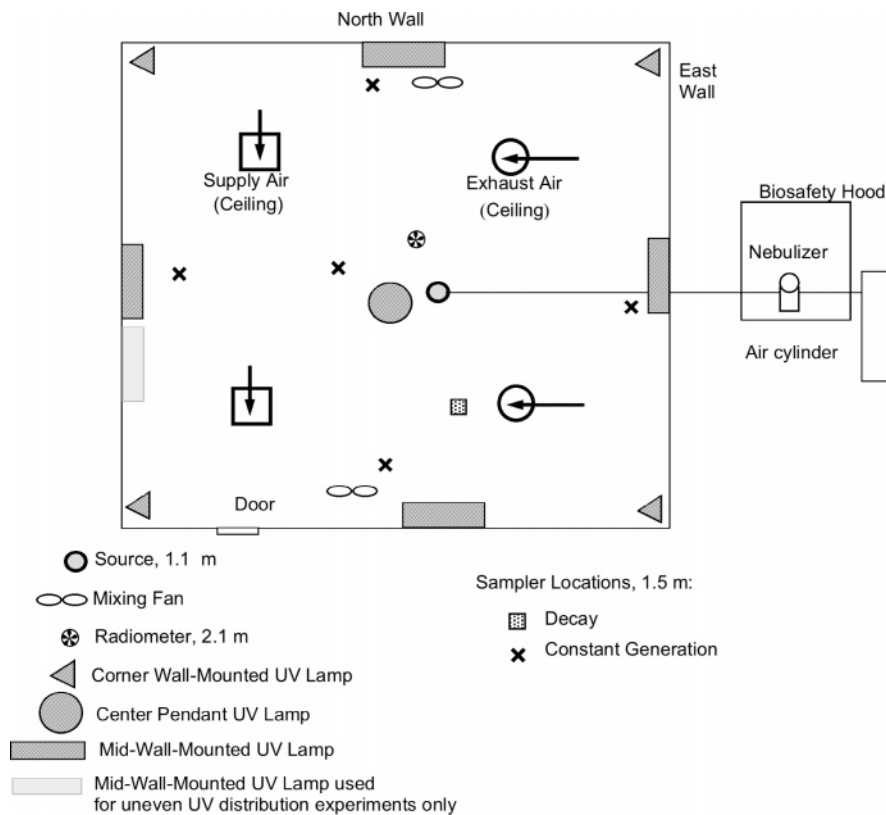 North Wall
East
Wall
Supply Air
(Ceiling)
Exhaust Air
(Ceiling)
Biosafety Hood
Nebulizer
Air cylinder
Door
Source, 1.1 m
Mixing Fan
Radiometer, 2.1 m
Corner Wall-Mounted UV Lamp
Center Pendant UV Lamp
Mid-Wall-Mounted UV Lamp
Mid-Wall-Mounted UV Lamp used
for uneven UV distribution experiments only
Sampler Locations, 1.5 m:
Decay
Constant Generation